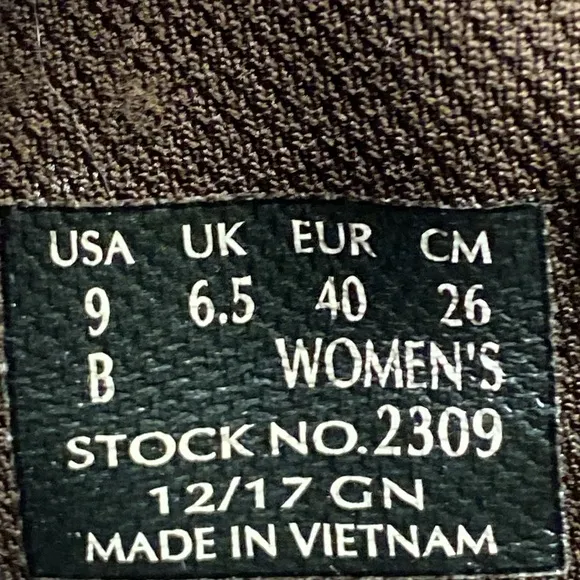 USA UK EUR CM
9 6.5 40 26
B WOMEN'S
STOCK NO.2309
12/17 GN
MADE IN VIETNAM